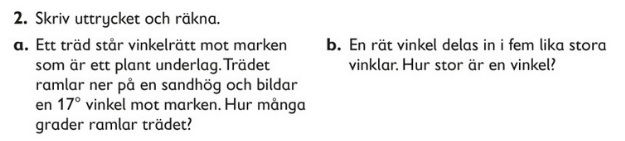 2. Skriv uttrycket och räkna.
a. Ett träd står vinkelrätt mot marken
som är ett plant underlag. Trädet
ramlar ner på en sandhög och bildar
en 17° vinkel mot marken. Hur många
grader ramlar trädet?
b. En rät vinkel delas in i fem lika stora
vinklar. Hur stor är en vinkel?